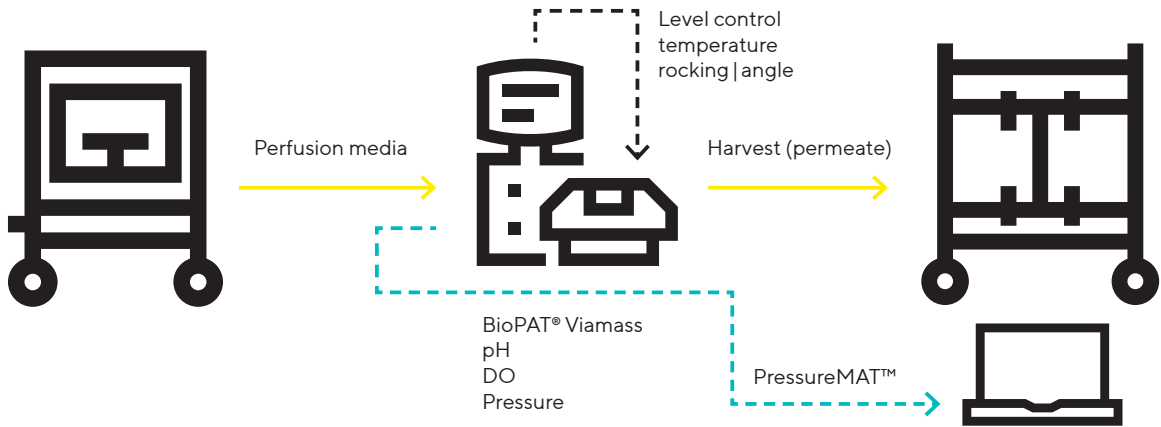 Level control
temperature
rocking | angle
Perfusion media
Harvest (permeate)
BioPAT® Viamass
pH
DO
Pressure
PressureMAT™